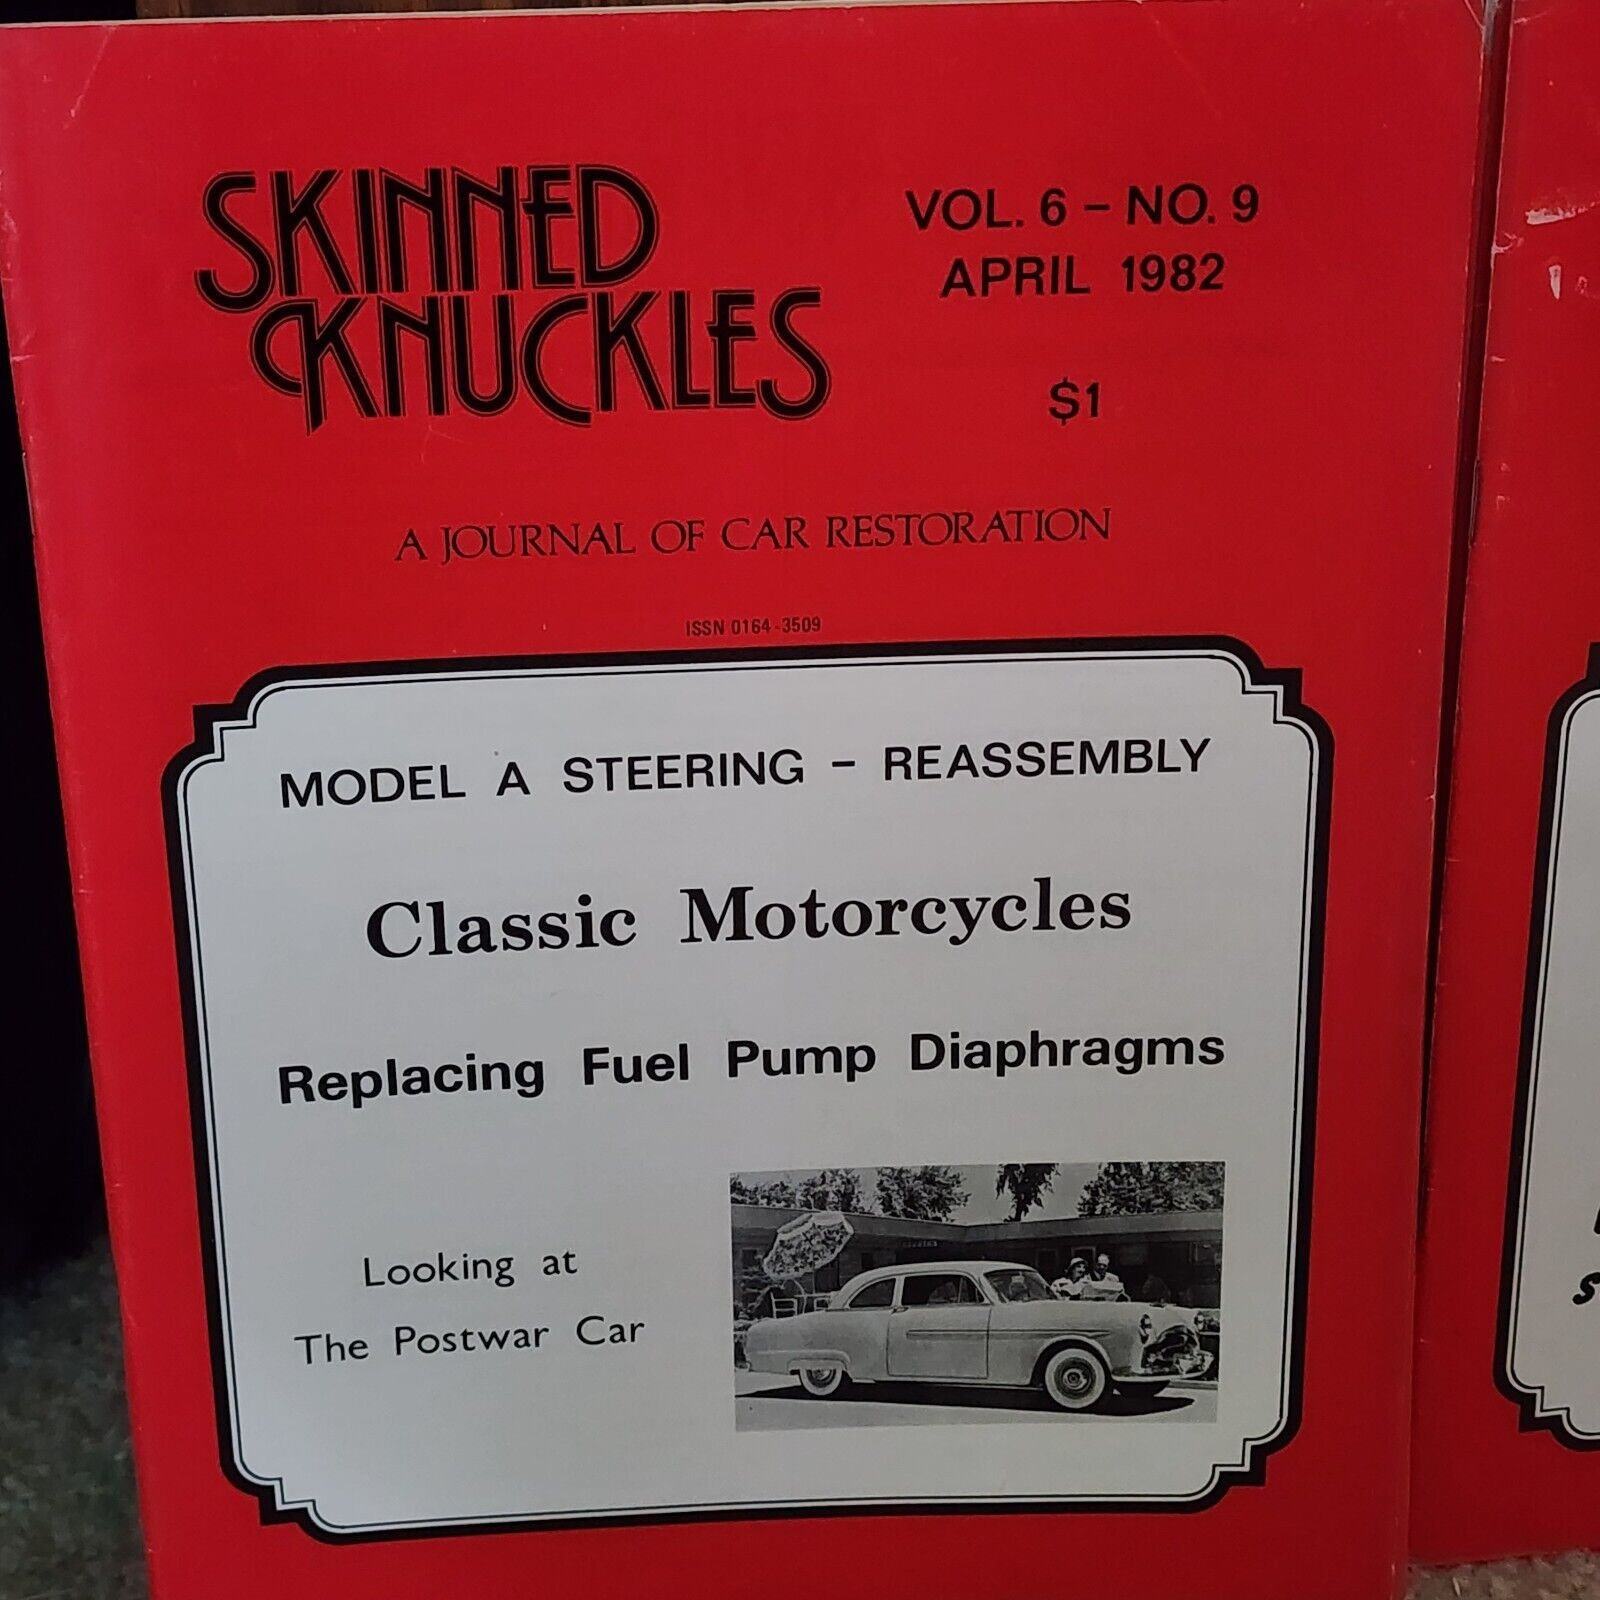 SKINNED
KNUCKLES
VOL. 6 – NO. 9
APRIL 1982
$1
A JOURNAL OF CAR RESTORATION
ISSN 0164-3509
MODEL A STEERING – REASSEMBLY
Classic Motorcycles
Replacing Fuel Pump Diaphragms
Looking at
The Postwar Car